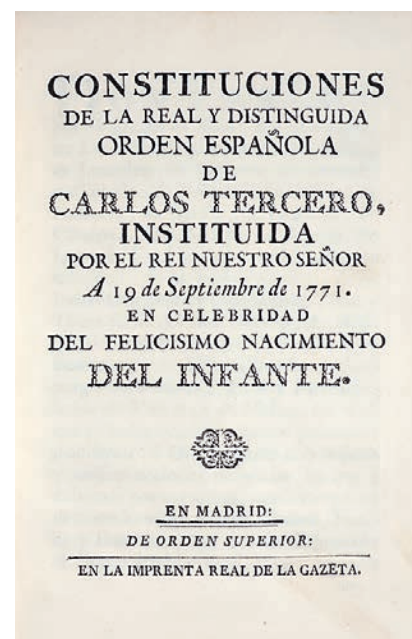 CONSTITUCIONES
DE LA REAL Y DISTINGUIDA
ORDEN ESPAÑOLA
DE
CARLOS TERCERO,
INSTITUIDA
POR EL REI NUESTRO SEÑOR
A 19 de Septiembre de 1771.
EN CELEBRIDAD
DEL FELICISIMO NACIMIENTO
DEL INFANTE.
EN MADRID:
DE ORDEN SUPERIOR:
EN LA IMPRENTA REAL DE LA GAZETA.